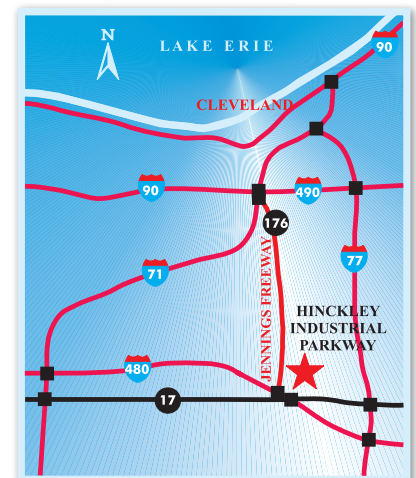 N
LAKE ERIE
90
CLEVELAND
90
490
176
71
77
JENNINGS FREEWAY
HINCKLEY
INDUSTRIAL
PARKWAY
480
17